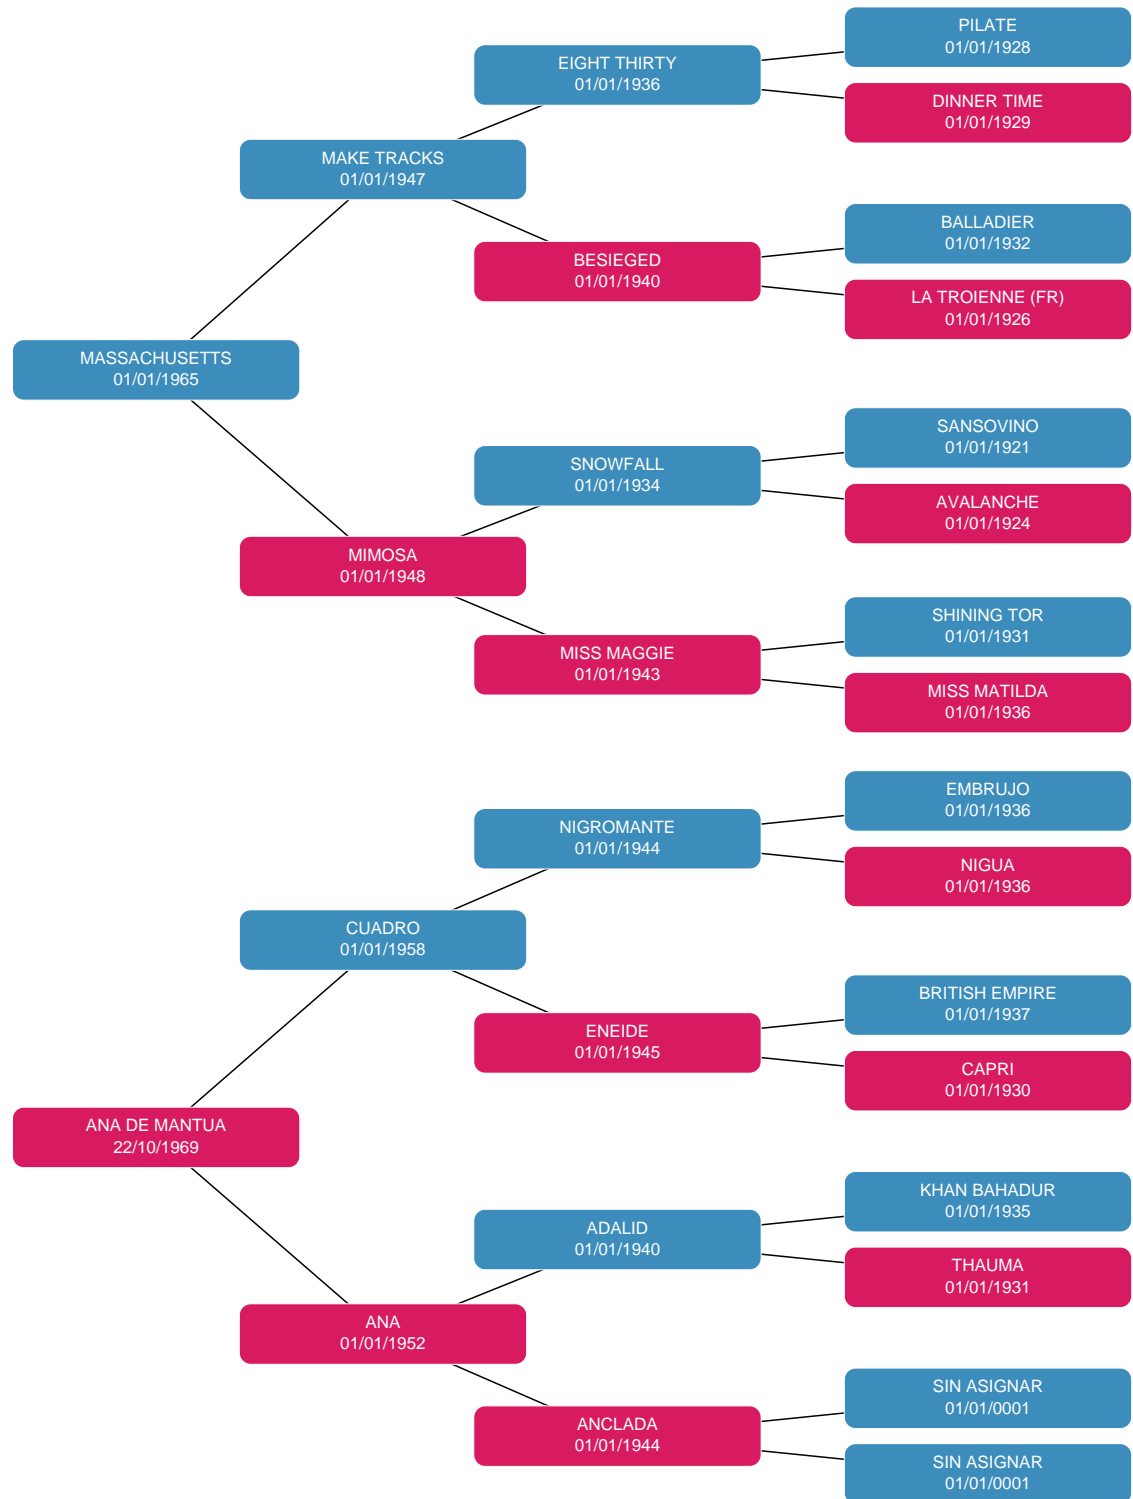 PILATE
01/01/1928
EIGHT THIRTY
01/01/1936
DINNER TIME
01/01/1929
MAKE TRACKS
01/01/1947
BALLADIER
01/01/1932
BESIEGED
01/01/1940
LA TROIENNE (FR)
01/01/1926
MASSACHUSETTS
01/01/1965
SANSOVINO
01/01/1921
SNOWFALL
01/01/1934
AVALANCHE
01/01/1924
MIMOSA
01/01/1948
SHINING TOR
01/01/1931
MISS MAGGIE
01/01/1943
MISS MATILDA
01/01/1936
EMBRUJO
01/01/1936
NIGROMANTE
01/01/1944
NIGUA
01/01/1936
CUADRO
01/01/1958
BRITISH EMPIRE
01/01/1937
ENEIDE
01/01/1945
CAPRI
01/01/1930
ANA DE MANTUA
22/10/1969
KHAN BAHADUR
01/01/1935
ADALID
01/01/1940
THAUMA
01/01/1931
ANA
01/01/1952
SIN ASIGNAR
01/01/0001
ANCLADA
01/01/1944
SIN ASIGNAR
01/01/0001